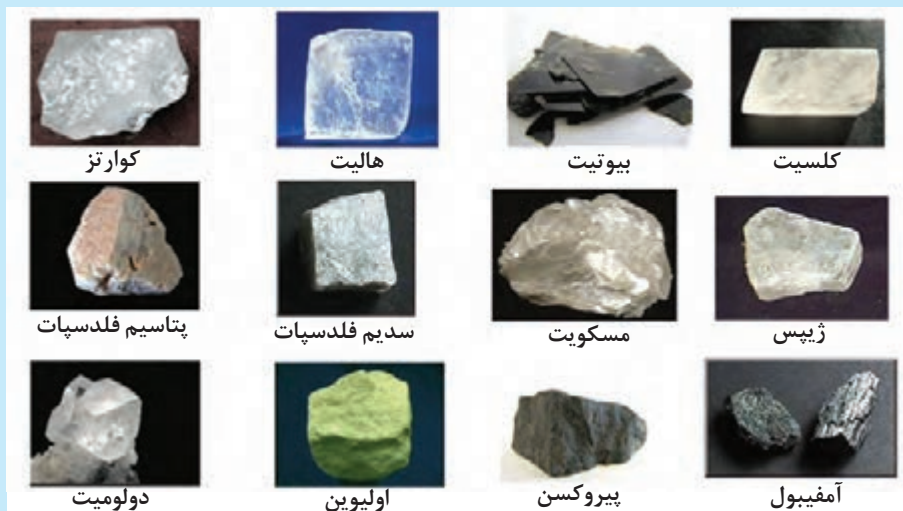 کلسیت بیوتیت هالیت کوارتز
ژیپس مسکویت سدیم فلدسپات پتاسیم فلدسپات
آمفیبول پیروکسن اولیوین دولومیت